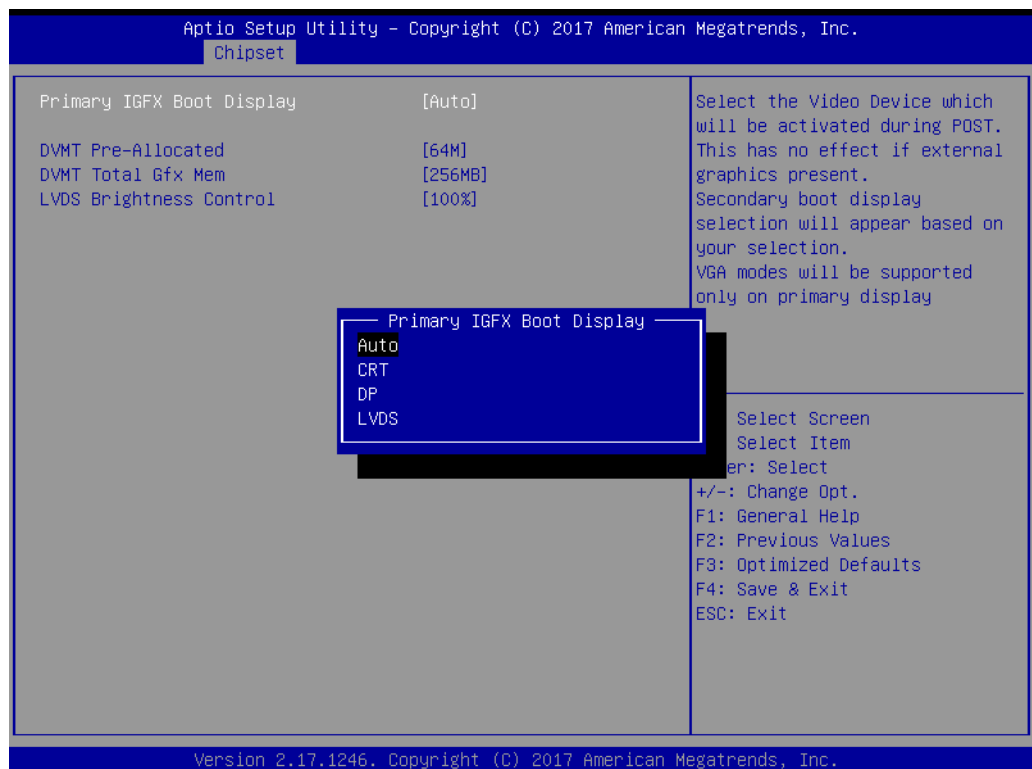 Aptio Setup Utility – Copyright (C) 2017 American Megatrends, Inc.
Chipset
Primary IGFX Boot Display [Auto]
DVMT Pre-Allocated [64M]
DVMT Total Gfx Mem [256MB]
LVDS Brightness Control [100%]
Select the Video Device which
will be activated during POST.
This has no effect if external
graphics present.
Secondary boot display
selection will appear based on
your selection.
VGA modes will be supported
only on primary display
Primary IGFX Boot Display
Auto
CRT
DP
LVDS
Select Screen
Select Item
er: Select
+/-: Change Opt.
F1: General Help
F2: Previous Values
F3: Optimized Defaults
F4: Save & Exit
ESC: Exit
Version 2.17.1246. Copyright (C) 2017 American Megatrends, Inc.